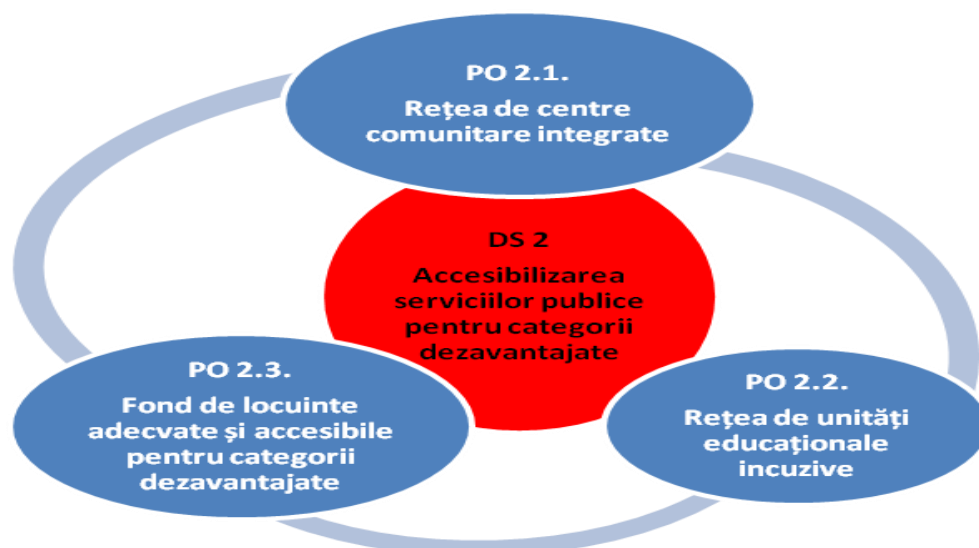 PO 2.1.
Rețea de centre
comunitare integrate
DS 2
Accesibilizarea
serviciilor publice
pentru categorii
dezavantajate
PO 2.3.
Fond de locuinte
adecvate și accesibile
pentru categorii
dezavantajate
PO 2.2.
Rețea de unități
educaționale
incuzive